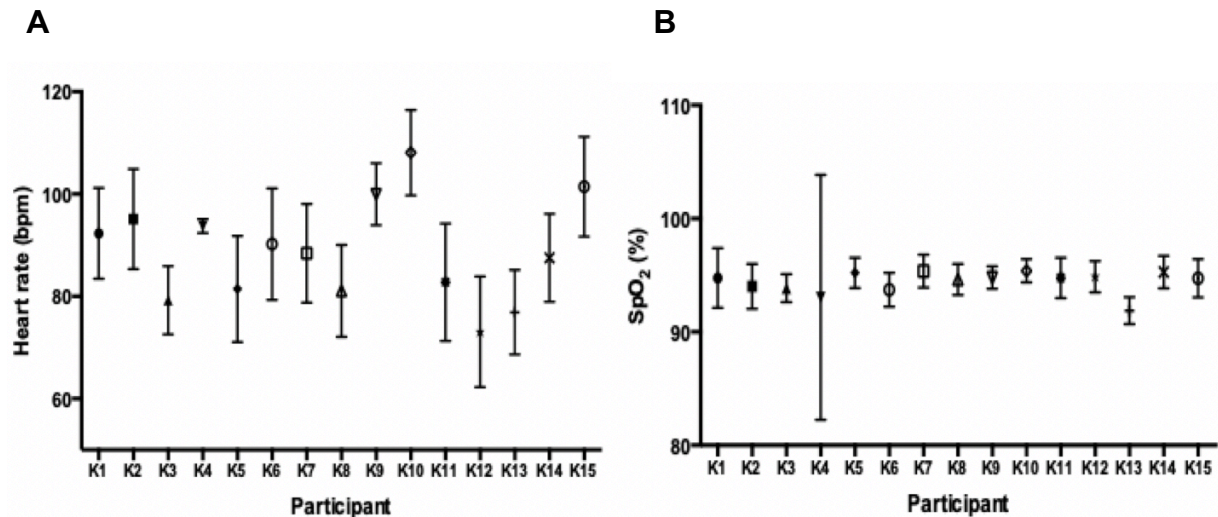 A
Heart rate (bpm)
120
100
80
60
K1 K2 K3 K4 K5 K6 K7 K8 K9 K10 K11 K12 K13 K14 K15
Participant
B
SpO₂ (%)
110
100
90
80
K1 K2 K3 K4 K5 K6 K7 K8 K9 K10 K11 K12 K13 K14 K15
Participant